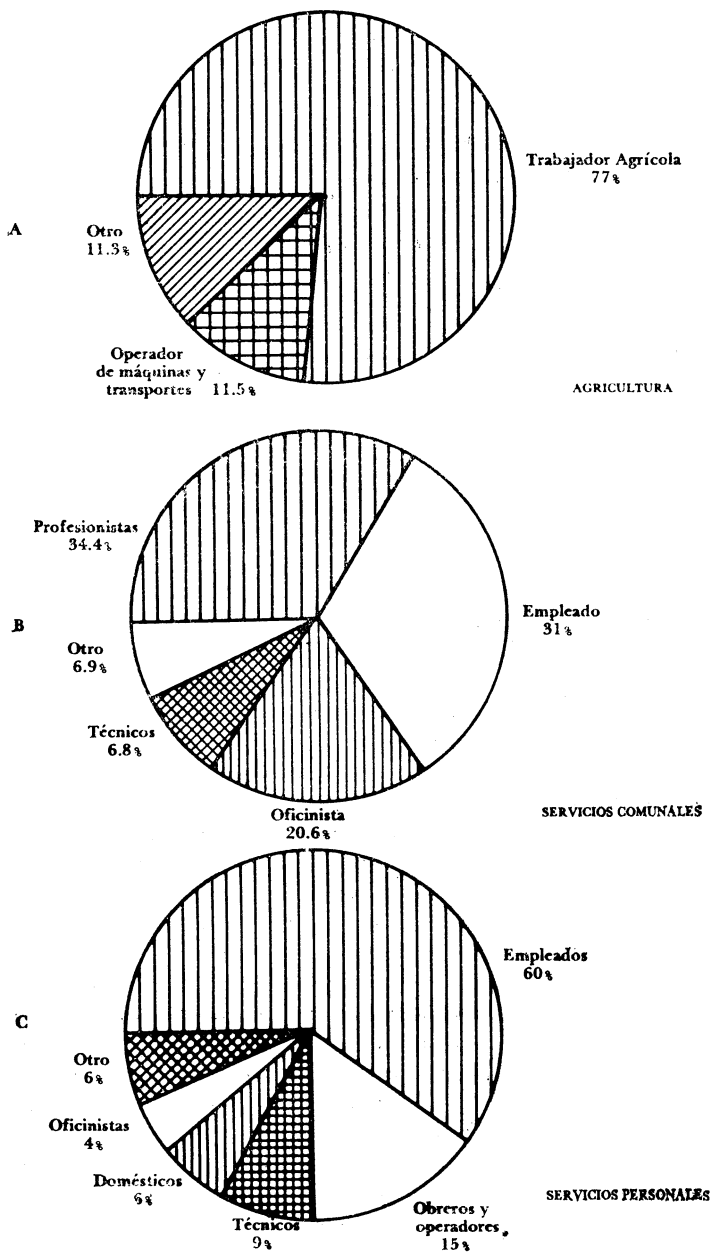 Trabajador Agrícola
77%
A
Otro
11.3%
Operador
de máquinas y
transportes 11.5%
AGRICULTURA
Profesionistas
34.4%
Empleado
31%
B
Otro
6.9%
Técnicos
6.8%
Oficinista
20.6%
SERVICIOS COMUNALES
Empleados
60%
C
Otro
6%
Oficinistas
4%
Domésticos
6%
Técnicos
9%
Obreros y
operadores.
15%
SERVICIOS PERSONALES